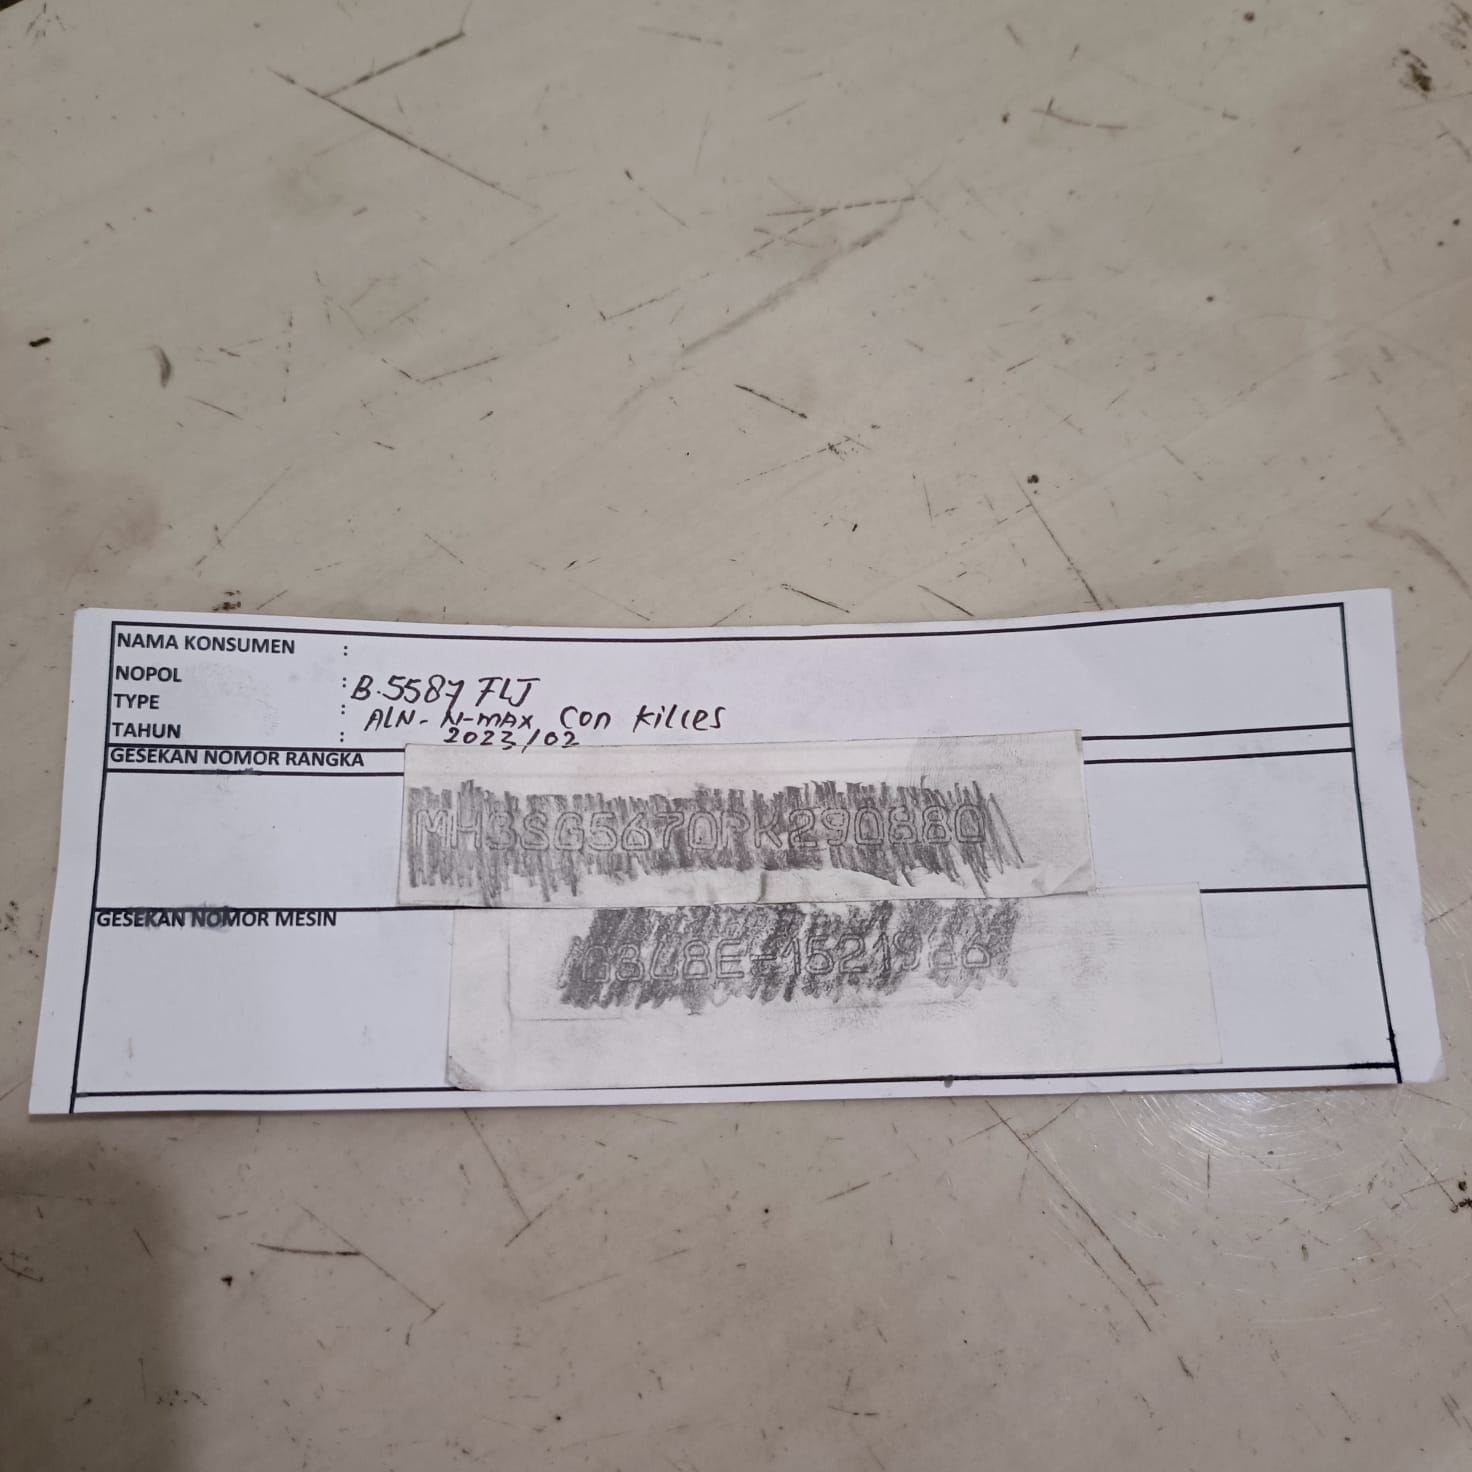 NAMA KONSUMEN :
NOPOL : B.5587 FLJ
TYPE : ALN- N-MAX CON Killes
TAHUN : 2023/02
GESEKAN NOMOR RANGKA
MH3SG5670PK290880
GESEKAN NOMOR MESIN
G3L8E-1521926